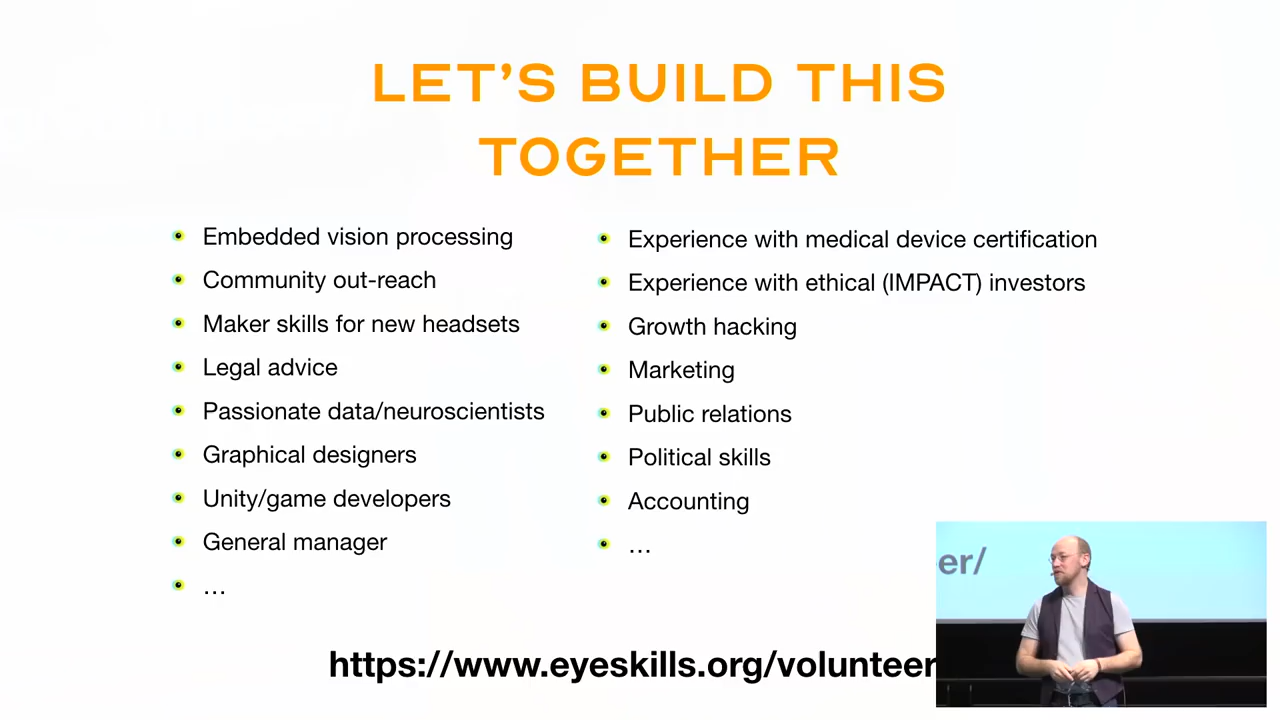 LET'S BUILD THIS
TOGETHER
Embedded vision processing
Community out-reach
Maker skills for new headsets
Legal advice
Passionate data/neuroscientists
Graphical designers
Unity/game developers
General manager
…
Experience with medical device certification
Experience with ethical (IMPACT) investors
Growth hacking
Marketing
Public relations
Political skills
Accounting
…
https://www.eyeskills.org/volunteer
er/